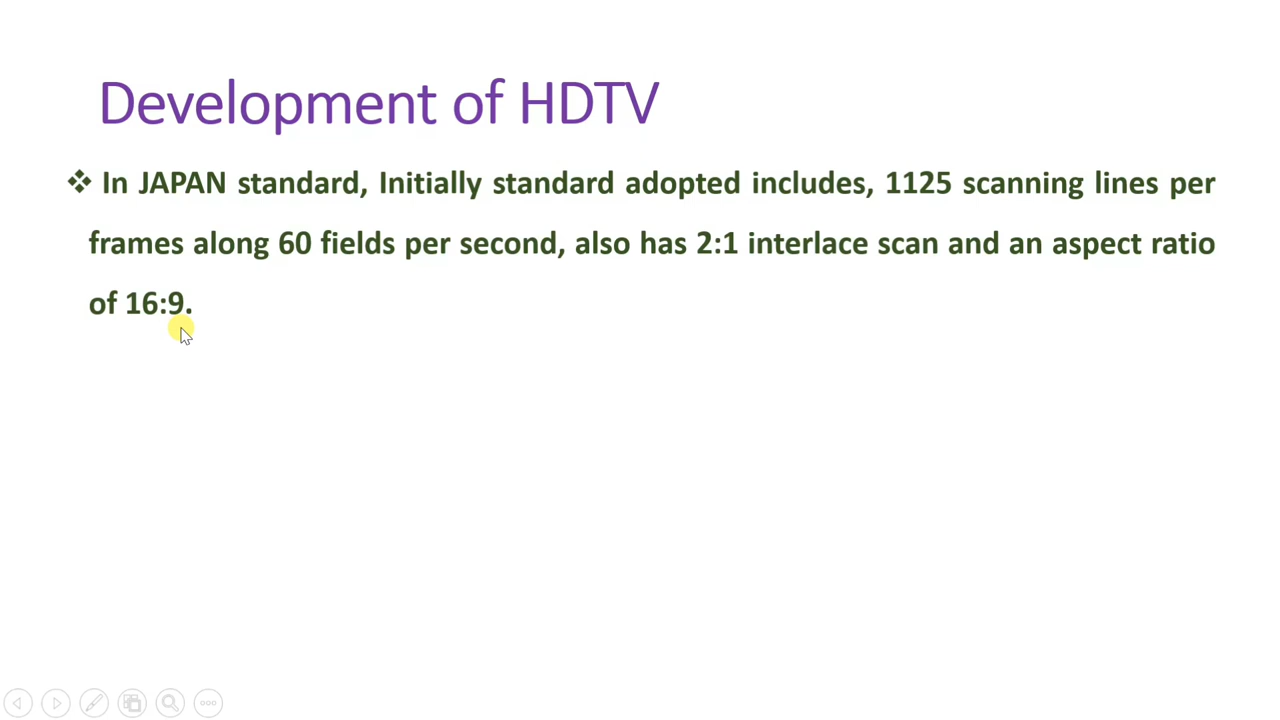 Development of HDTV
❖ In JAPAN standard, Initially standard adopted includes, 1125 scanning lines per
frames along 60 fields per second, also has 2:1 interlace scan and an aspect ratio
of 16:9.